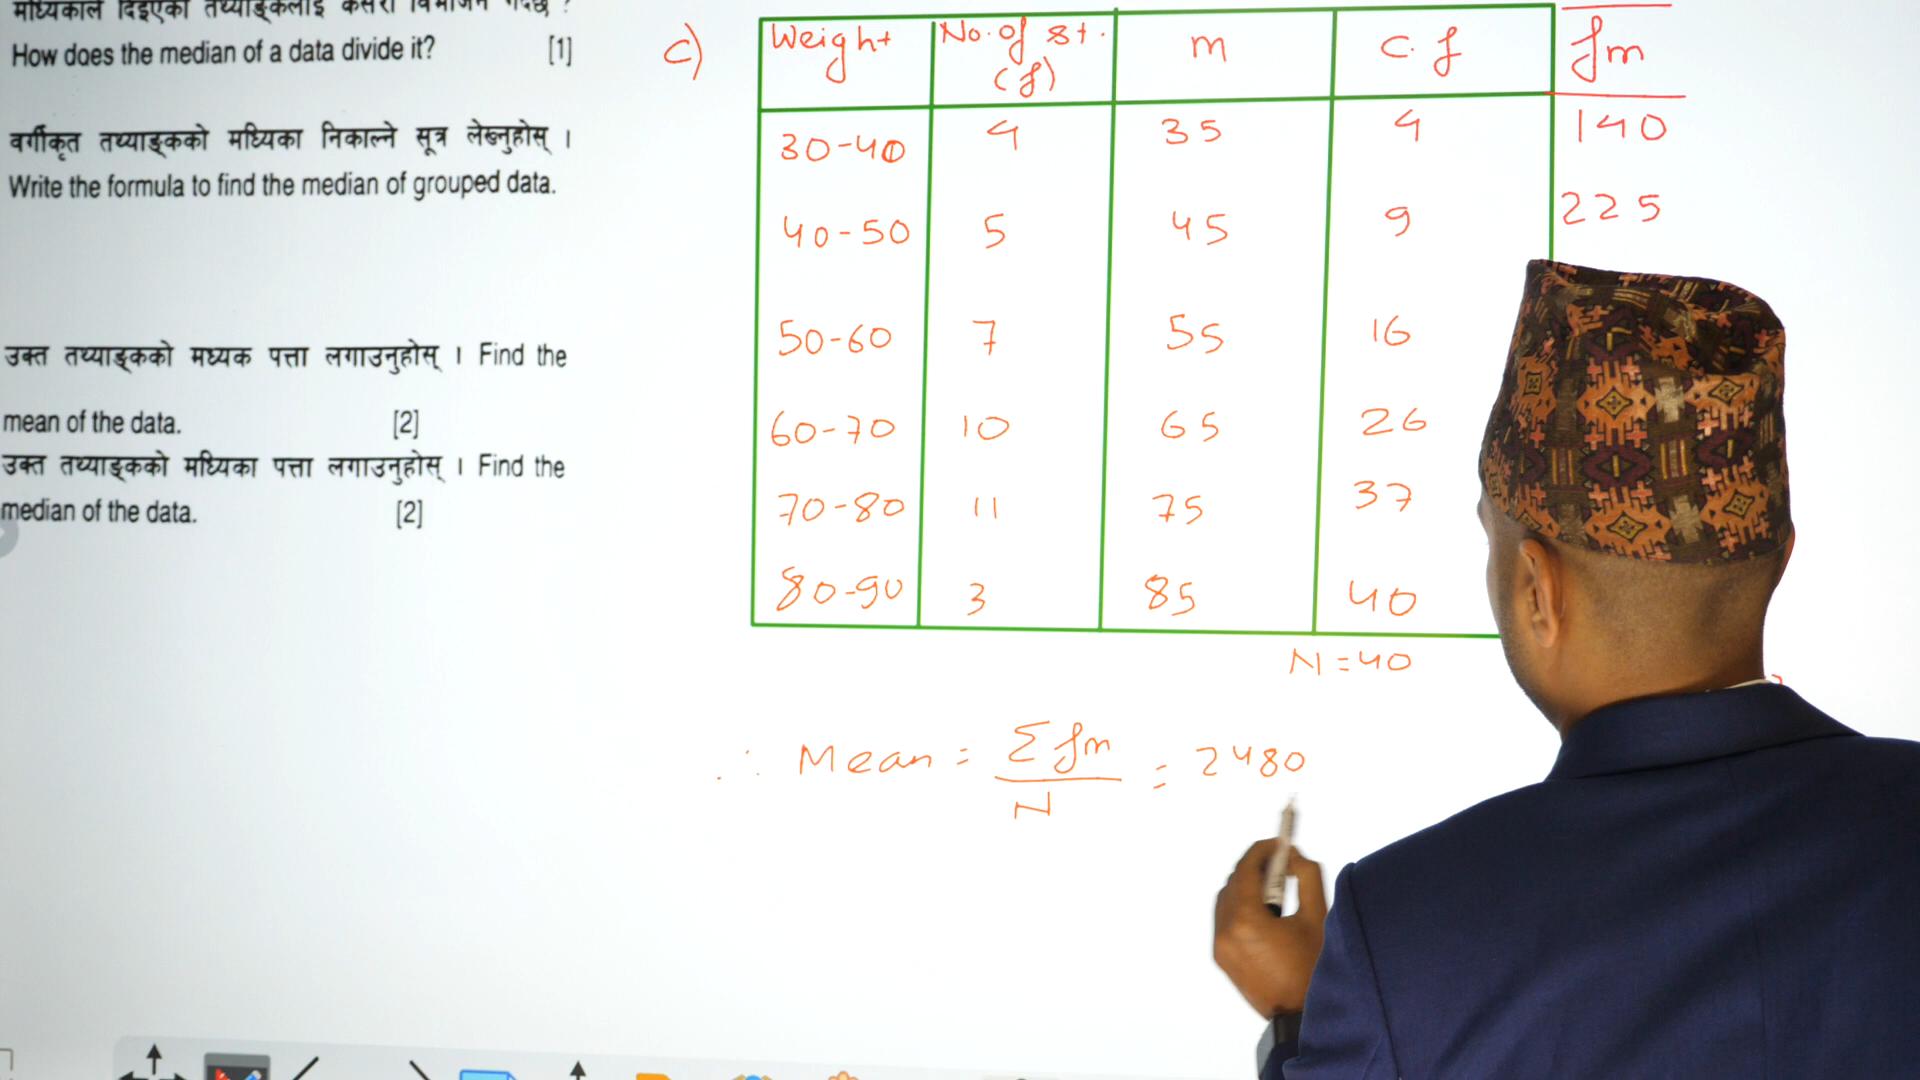 मध्यिकाले दिइएको तथ्याङ्कलाई कसरी विभाजन गर्दछ ?
How does the median of a data divide it? [1]
वर्गीकृत तथ्याङ्कको मध्यिका निकाल्ने सूत्र लेख्नुहोस् ।
Write the formula to find the median of grouped data.
उक्त तथ्याङ्कको मध्यक पत्ता लगाउनुहोस् । Find the
mean of the data. [2]
उक्त तथ्याङ्कको मध्यिका पत्ता लगाउनुहोस् । Find the
median of the data. [2]
c)
Weight No. of st. (f) m c.f fm
30-40 4 35 4 140
40-50 5 45 9 225
50-60 7 55 16
60-70 10 65 26
70-80 11 75 37
80-90 3 85 40
N = 40
∴ Mean = Σfm / N = 2480